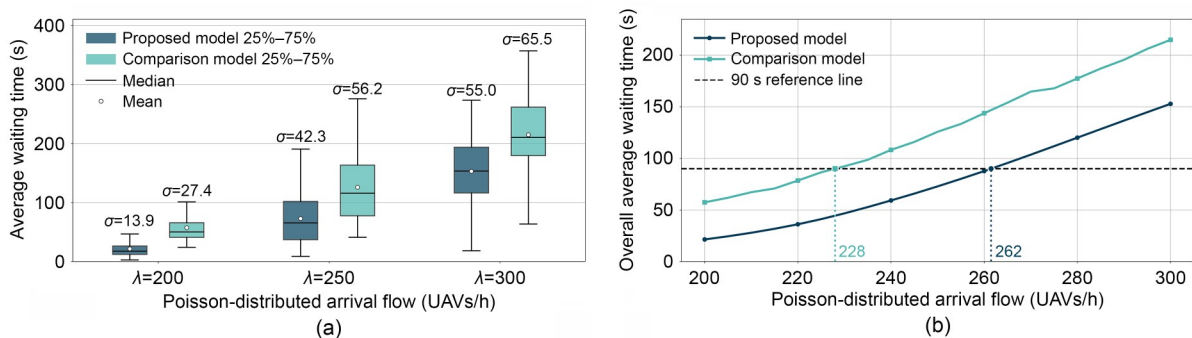 Average waiting time (s)
400
300
200
100
0
Proposed model 25%–75%
Comparison model 25%–75%
Median
Mean
σ=13.9
σ=27.4
σ=42.3
σ=56.2
σ=55.0
σ=65.5
λ=200
λ=250
λ=300
Poisson-distributed arrival flow (UAVs/h)
(a)
Overall average waiting time (s)
200
150
100
50
0
Proposed model
Comparison model
90 s reference line
228
262
200
220
240
260
280
300
Poisson-distributed arrival flow (UAVs/h)
(b)